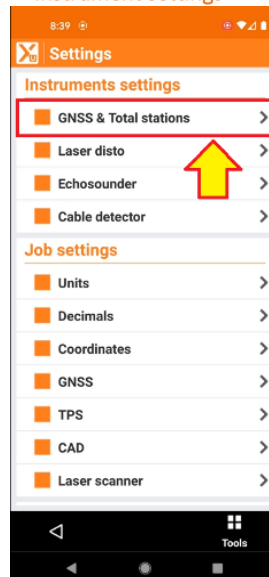 8:39
Settings
Instruments settings
GNSS & Total stations
Laser disto
Echosounder
Cable detector
Job settings
Units
Decimals
Coordinates
GNSS
TPS
CAD
Laser scanner
Tools